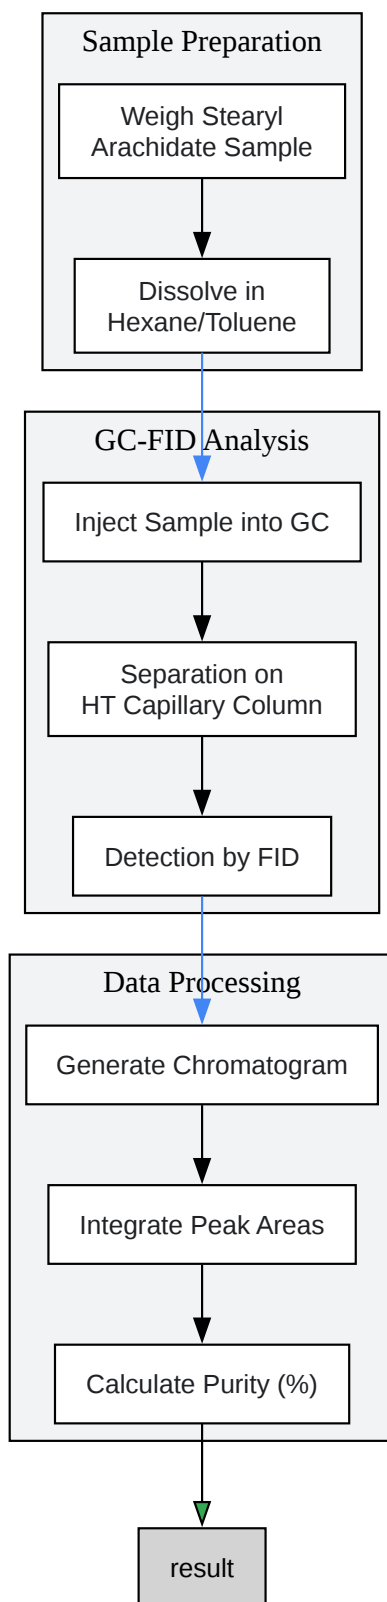 Sample Preparation
Weigh Stearyl
Arachidate Sample
Dissolve in
Hexane/Toluene
GC-FID Analysis
Inject Sample into GC
Separation on
HT Capillary Column
Detection by FID
Data Processing
Generate Chromatogram
Integrate Peak Areas
Calculate Purity (%)
result